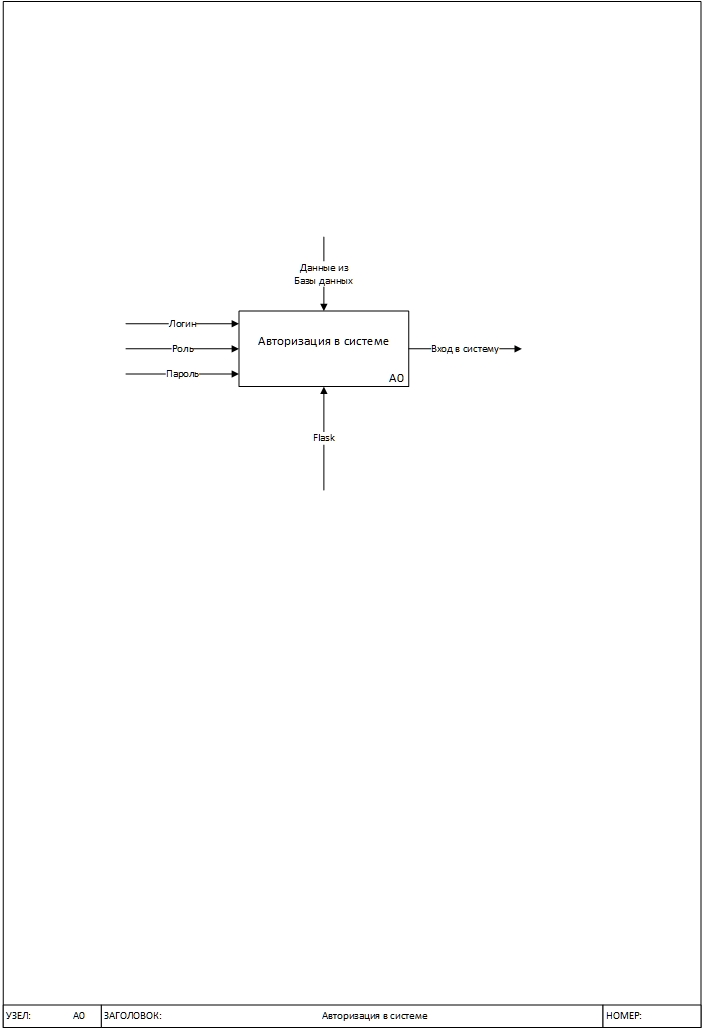 Данные из
Базы данных
Логин
Роль
Пароль
Авторизация в системе
A0
Вход в систему
Flask
УЗЕЛ: A0 ЗАГОЛОВОК: Авторизация в системе НОМЕР: